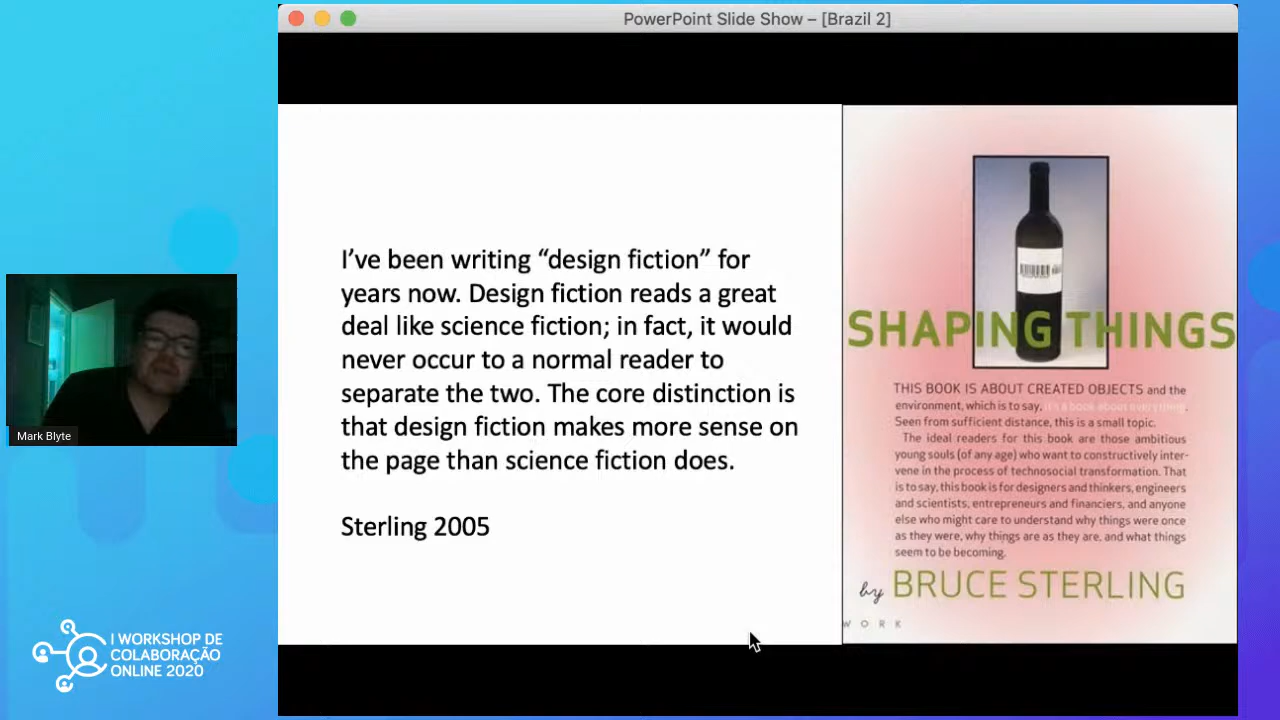 PowerPoint Slide Show – [Brazil 2]
I’ve been writing “design fiction” for
years now. Design fiction reads a great
deal like science fiction; in fact, it would
never occur to a normal reader to
separate the two. The core distinction is
that design fiction makes more sense on
the page than science fiction does.
Sterling 2005
SHAPING THINGS
THIS BOOK IS ABOUT CREATED OBJECTS and the
environment, which is to say, it's a book about everything.
Seen from sufficient distance, this is a small topic.
The ideal readers for this book are those ambitious
young souls (of any age) who want to constructively inter-
vene in the process of technosocial transformation. That
is to say, this book is for designers and thinkers, engineers
and scientists, entrepreneurs and financiers, and anyone
else who might care to understand why things were once
as they were, why things are as they are, and what things
seem to be becoming.
by BRUCE STERLING
WORK
Mark Blyte
I WORKSHOP DE
COLABORAÇÃO
ONLINE 2020